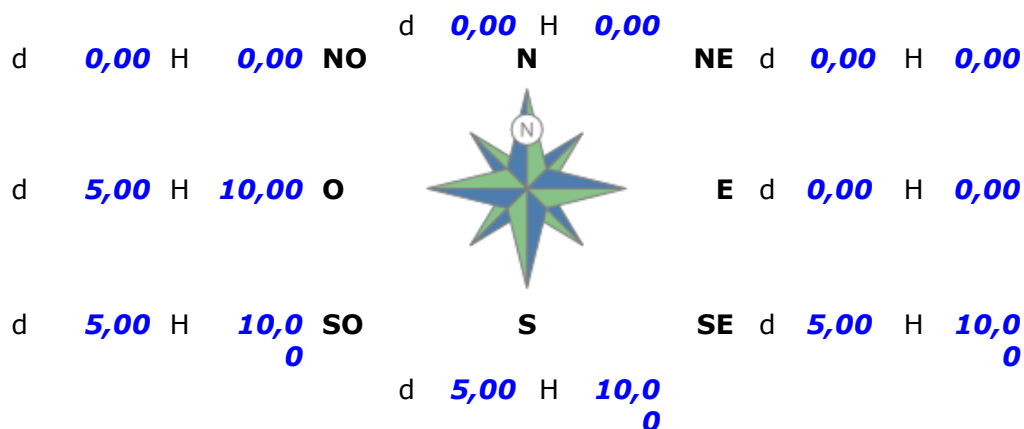 d 0,00 H 0,00
d 0,00 H 0,00 NO N NE d 0,00 H 0,00
N
d 5,00 H 10,00 O E d 0,00 H 0,00
d 5,00 H 10,0 SO S SE d 5,00 H 10,0
0 0
d 5,00 H 10,0
0